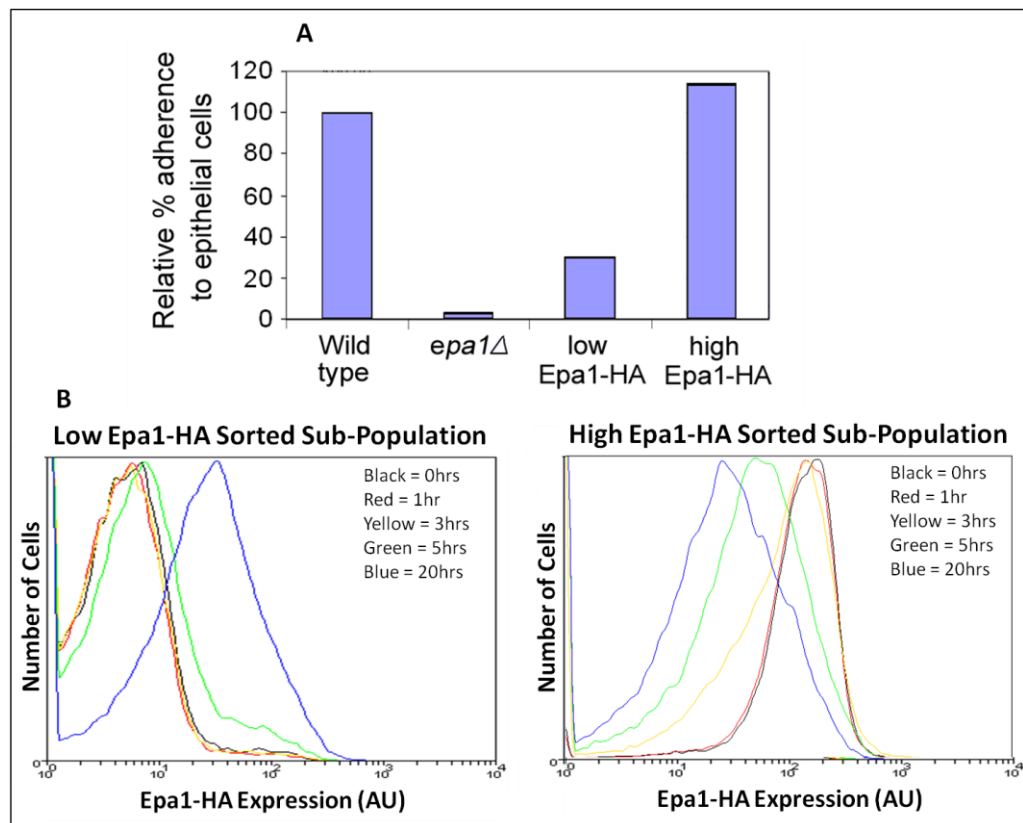 A
Relative % adherence
to epithelial cells
120
100
80
60
40
20
0
Wild
type
epa1Δ
low
Epa1-HA
high
Epa1-HA
B
Low Epa1-HA Sorted Sub-Population
Number of Cells
Black = 0hrs
Red = 1hr
Yellow = 3hrs
Green = 5hrs
Blue = 20hrs
0
10⁰ 10¹ 10² 10³ 10⁴
Epa1-HA Expression (AU)
High Epa1-HA Sorted Sub-Population
Number of Cells
Black = 0hrs
Red = 1hr
Yellow = 3hrs
Green = 5hrs
Blue = 20hrs
0
10⁰ 10¹ 10² 10³ 10⁴
Epa1-HA Expression (AU)